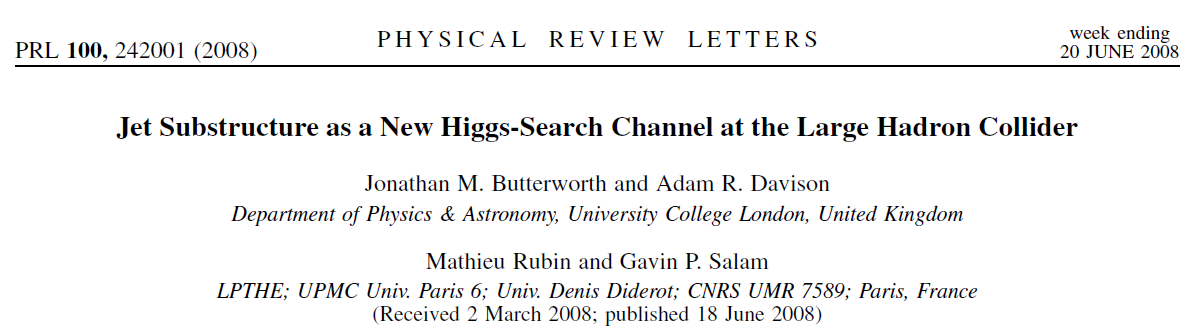 PRL 100, 242001 (2008)
PHYSICAL REVIEW LETTERS
week ending
20 JUNE 2008
Jet Substructure as a New Higgs-Search Channel at the Large Hadron Collider
Jonathan M. Butterworth and Adam R. Davison
Department of Physics & Astronomy, University College London, United Kingdom
Mathieu Rubin and Gavin P. Salam
LPTHE; UPMC Univ. Paris 6; Univ. Denis Diderot; CNRS UMR 7589; Paris, France
(Received 2 March 2008; published 18 June 2008)